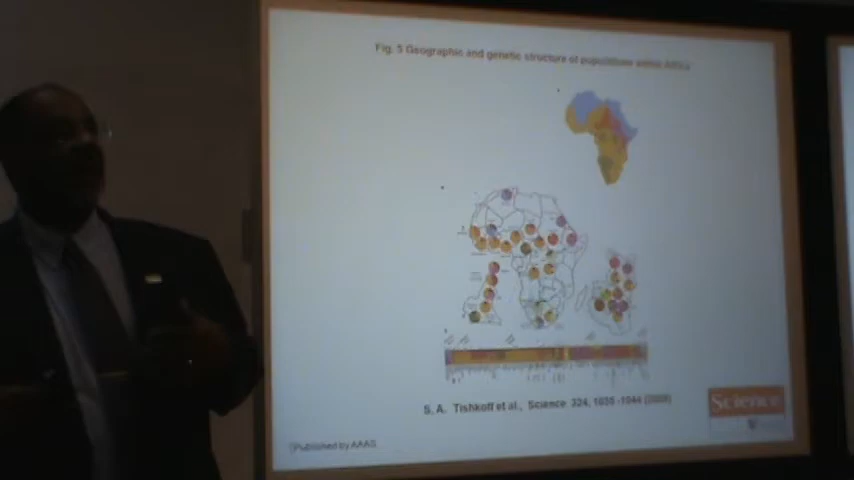 Fig. 5 Geographic and genetic structure of populations within Africa
S. A. Tishkoff et al., Science 324, 1035 -1044 (2009)
Science
Published by AAAS